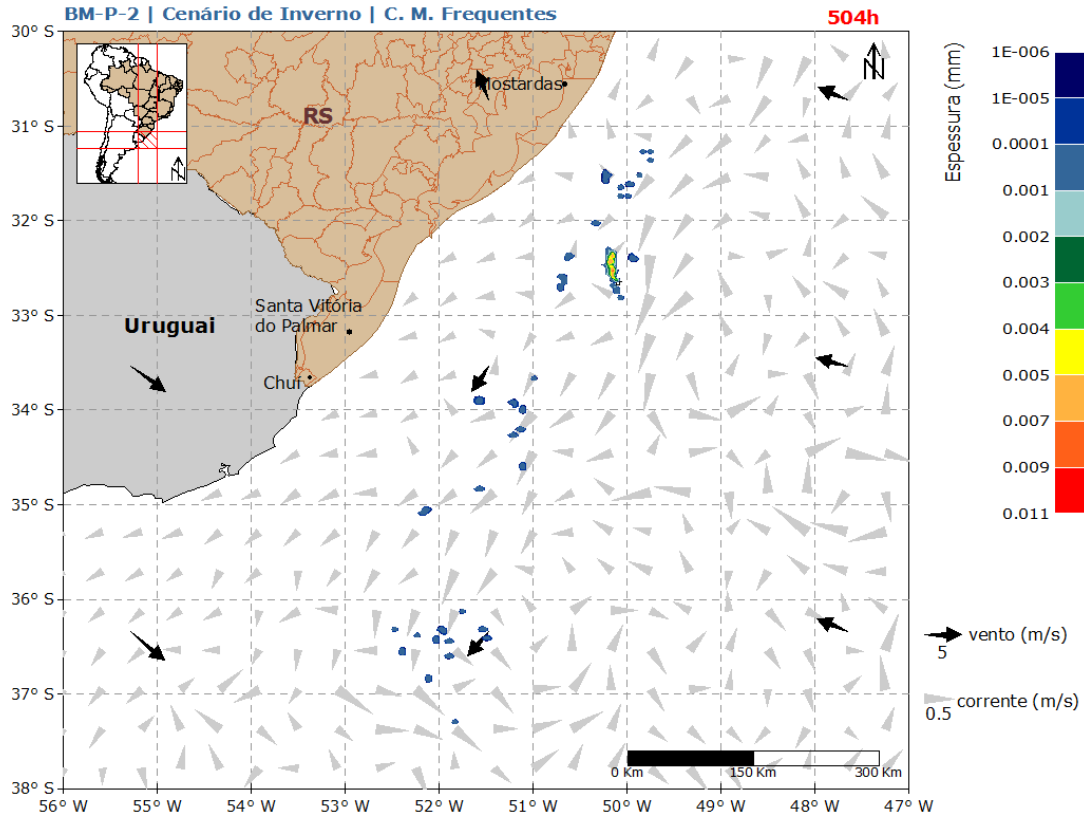 BM-P-2 | Cenário de Inverno | C. M. Frequentes
504h
30° S
31° S
32° S
33° S
34° S
35° S
36° S
37° S
38° S
56° W
55° W
54° W
53° W
52° W
51° W
50° W
49° W
48° W
47° W
N
N
Mostardas
RS
Santa Vitória
do Palmar
Uruguai
Chuí
0 Km
150 Km
300 Km
Espessura (mm)
1E-006
1E-005
0.0001
0.001
0.002
0.003
0.004
0.005
0.007
0.009
0.011
vento (m/s)
5
corrente (m/s)
0.5